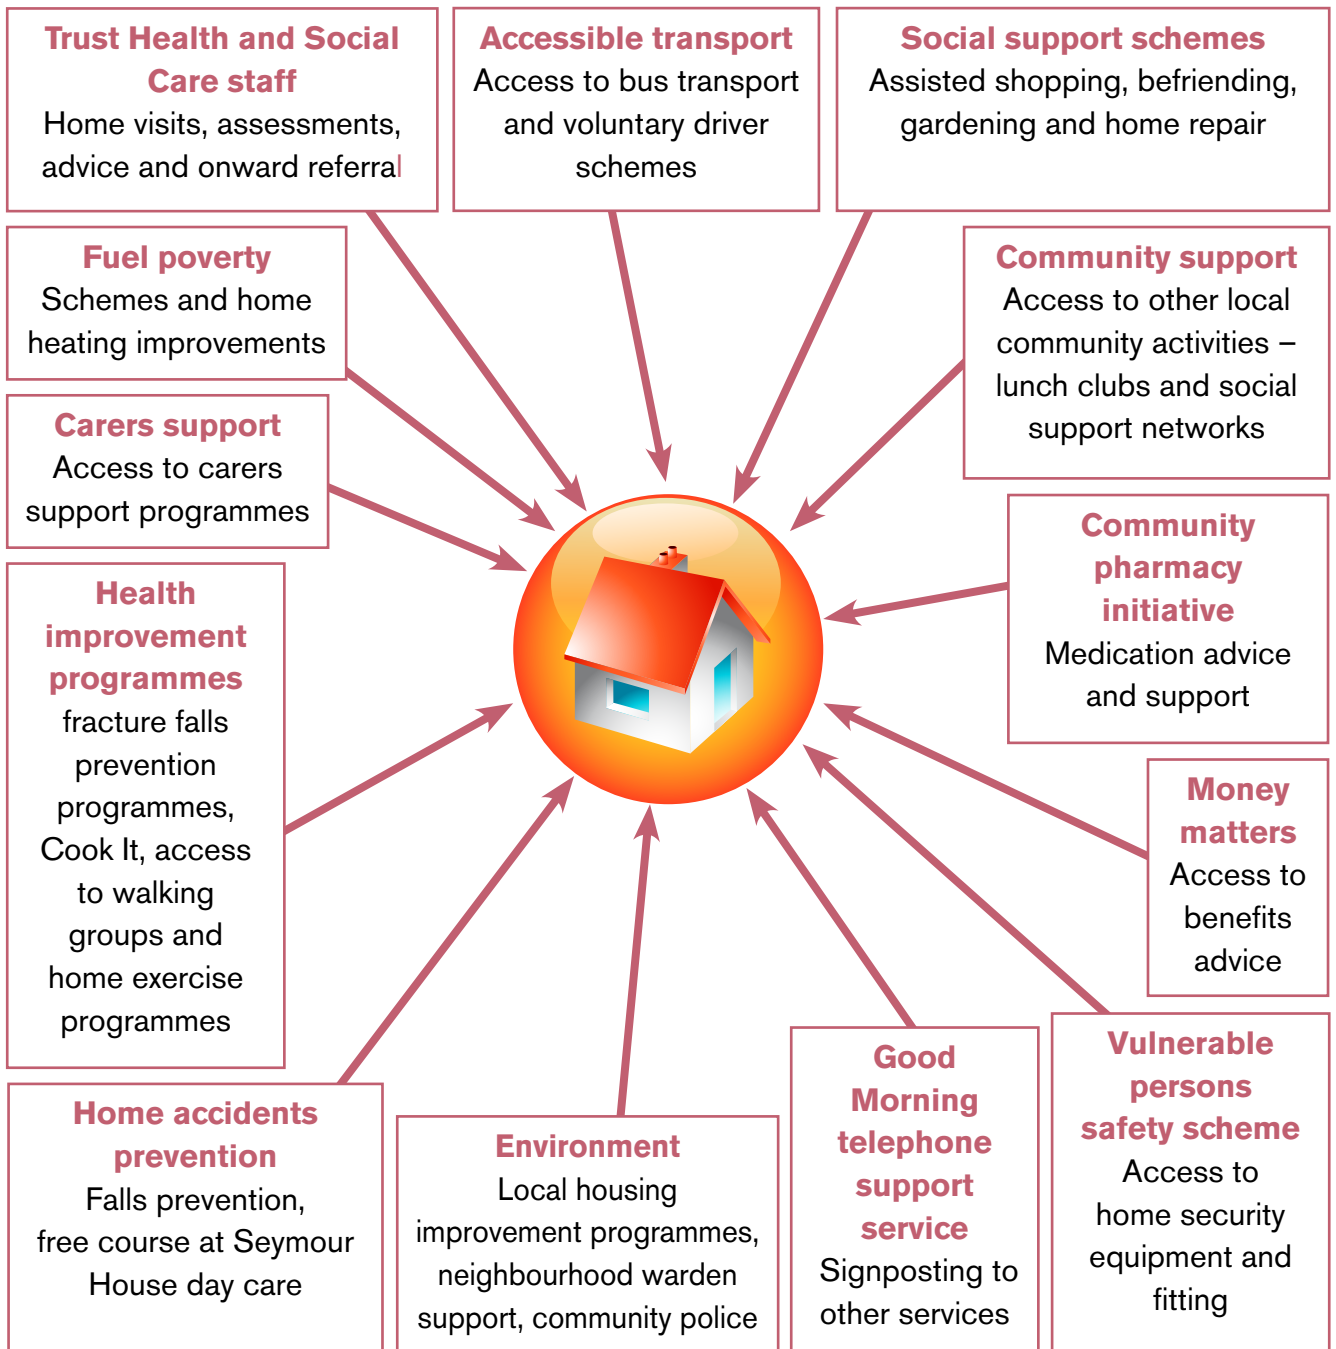 Trust Health and Social
Care staff
Home visits, assessments,
advice and onward referral
Accessible transport
Access to bus transport
and voluntary driver
schemes
Social support schemes
Assisted shopping, befriending,
gardening and home repair
Fuel poverty
Schemes and home
heating improvements
Community support
Access to other local
community activities –
lunch clubs and social
support networks
Carers support
Access to carers
support programmes
Community
pharmacy
initiative
Medication advice
and support
Health
improvement
programmes
fracture falls
prevention
programmes,
Cook It, access
to walking
groups and
home exercise
programmes
Money
matters
Access to
benefits
advice
Home accidents
prevention
Falls prevention,
free course at Seymour
House day care
Environment
Local housing
improvement programmes,
neighbourhood warden
support, community police
Good
Morning
telephone
support
service
Signposting to
other services
Vulnerable
persons
safety scheme
Access to
home security
equipment and
fitting